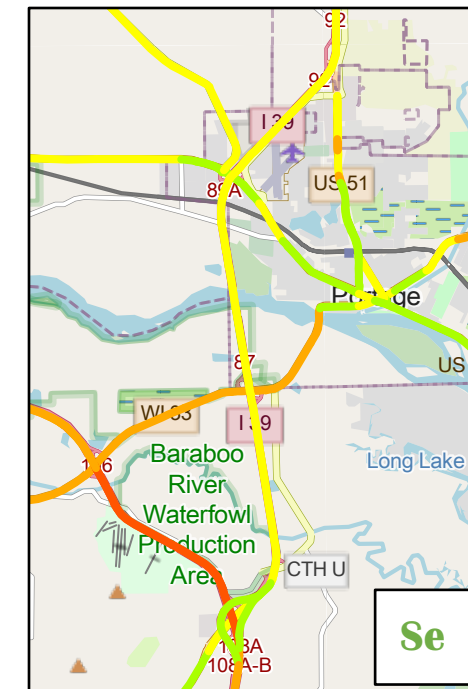 92
92
I 39
US 51
89A
Portage
US
87
WI 33
I 39
106
Baraboo
River
Waterfowl
Production
Area
Long Lake
CTH U
Se
108A
108A-B